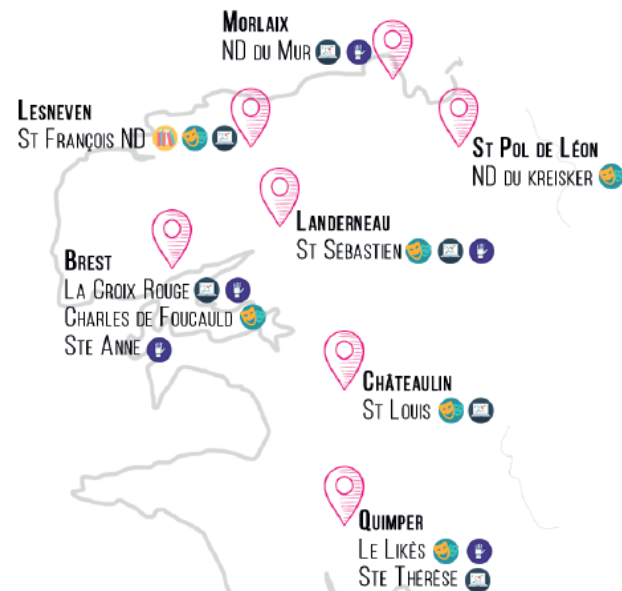 Morlaix
ND du Mur
Lesneven
St François ND
St Pol de Léon
ND du kreisker
Landerneau
St Sébastien
Brest
La Croix Rouge
Charles de Foucauld
Ste Anne
Châteaulin
St Louis
Quimper
Le Likès
Ste Thérèse